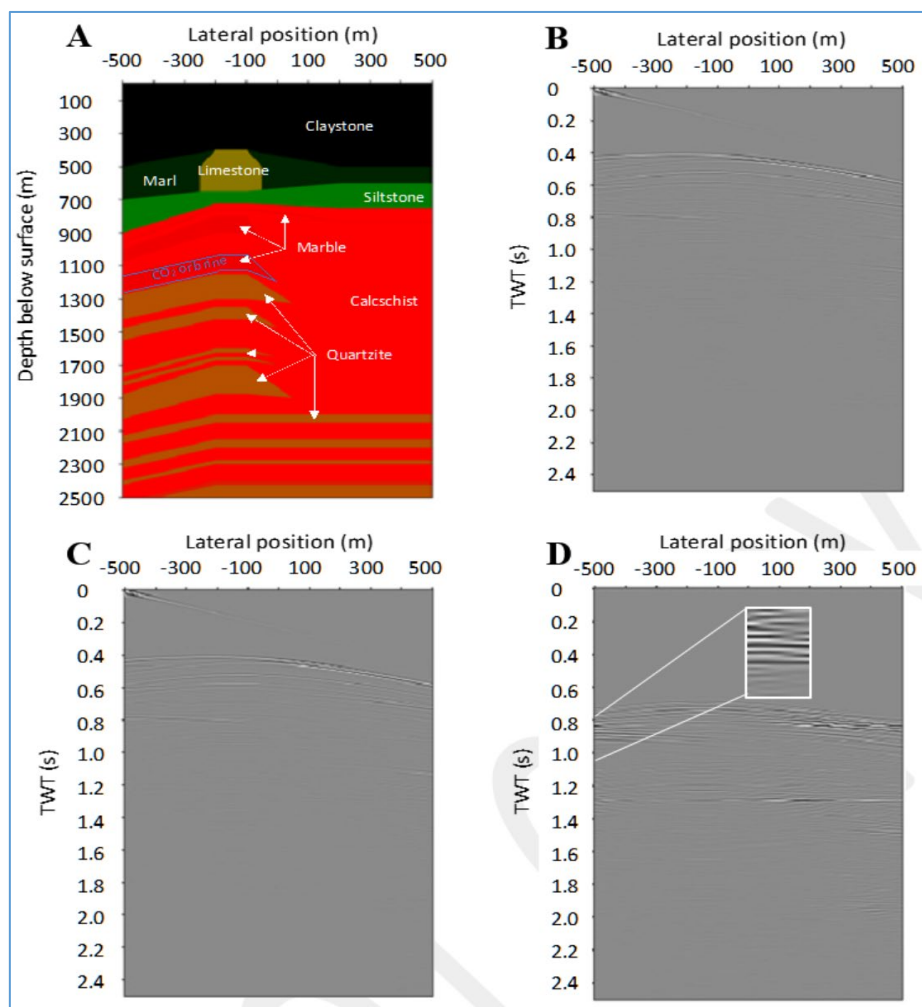 A
Lateral position (m)
-500 -300 -100 100 300 500
Depth below surface (m)
100
300
500
700
900
1100
1300
1500
1700
1900
2100
2300
2500
Claystone
Limestone
Marl
Siltstone
Marble
CO₂ or brine
Calcschist
Quartzite
B
Lateral position (m)
-500 -300 -100 100 300 500
TWT (s)
0
0.2
0.4
0.6
0.8
1.0
1.2
1.4
1.6
1.8
2.0
2.2
2.4
C
Lateral position (m)
-500 -300 -100 100 300 500
TWT (s)
0
0.2
0.4
0.6
0.8
1.0
1.2
1.4
1.6
1.8
2.0
2.2
2.4
D
Lateral position (m)
-500 -300 -100 100 300 500
TWT (s)
0
0.2
0.4
0.6
0.8
1.0
1.2
1.4
1.6
1.8
2.0
2.2
2.4